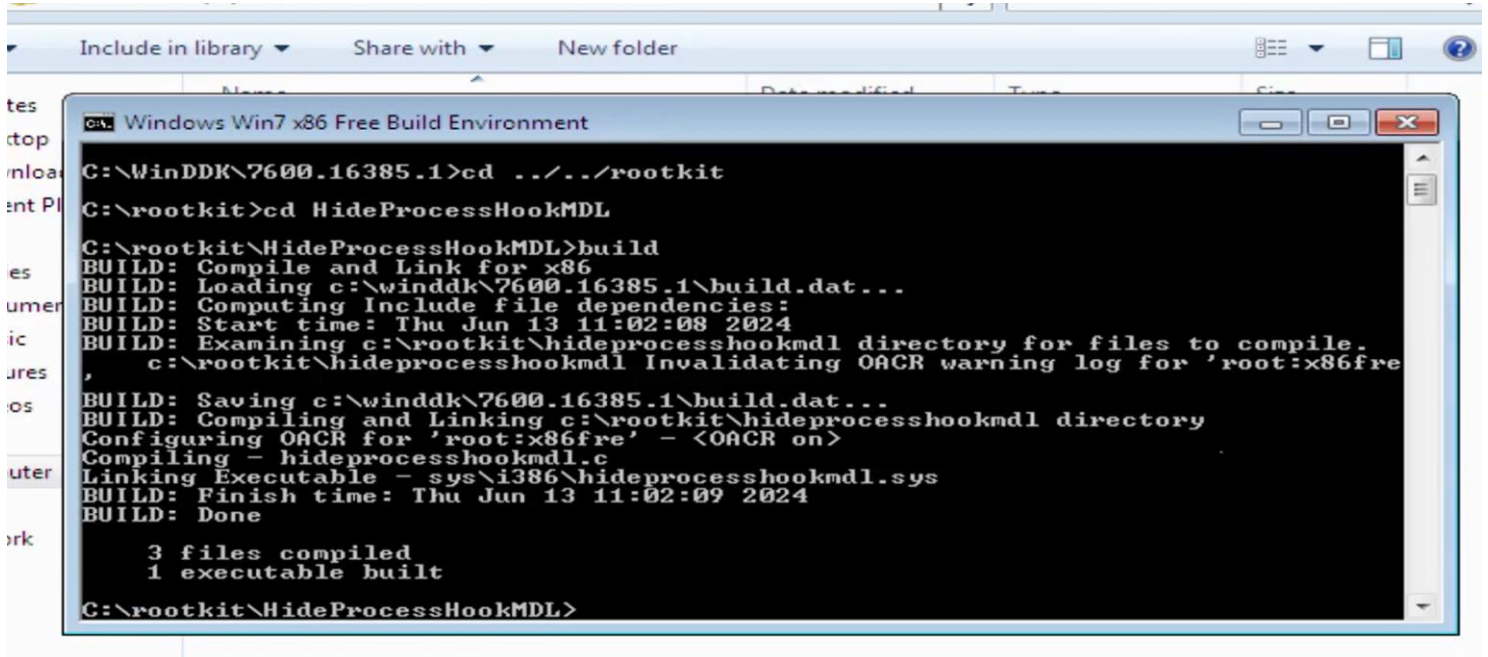 Include in library Share with New folder
Windows Win7 x86 Free Build Environment
C:\WinDDK\7600.16385.1>cd ../../rootkit
C:\rootkit>cd HideProcessHookMDL
C:\rootkit\HideProcessHookMDL>build
BUILD: Compile and Link for x86
BUILD: Loading c:\winddk\7600.16385.1\build.dat...
BUILD: Computing Include file dependencies:
BUILD: Start time: Thu Jun 13 11:02:08 2024
BUILD: Examining c:\rootkit\hideprocesshookmdl directory for files to compile.
c:\rootkit\hideprocesshookmdl Invalidating OACR warning log for 'root:x86fre
'
BUILD: Saving c:\winddk\7600.16385.1\build.dat...
BUILD: Compiling and Linking c:\rootkit\hideprocesshookmdl directory
Configuring OACR for 'root:x86fre' - <OACR on>
Compiling - hideprocesshookmdl.c
Linking Executable - sys\i386\hideprocesshookmdl.sys
BUILD: Finish time: Thu Jun 13 11:02:09 2024
BUILD: Done
3 files compiled
1 executable built
C:\rootkit\HideProcessHookMDL>